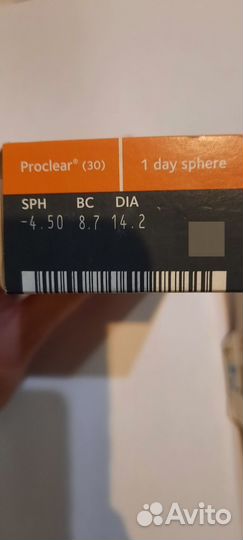 Proclear® (30) 1 day sphere
SPH BC DIA
-4.50 8.7 14.2
Avito